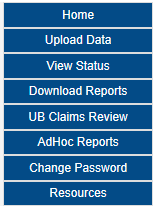 Home
Upload Data
View Status
Download Reports
UB Claims Review
AdHoc Reports
Change Password
Resources